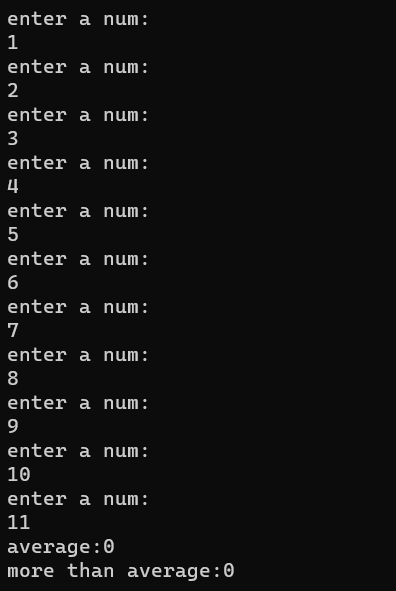 enter a num:
1
enter a num:
2
enter a num:
3
enter a num:
4
enter a num:
5
enter a num:
6
enter a num:
7
enter a num:
8
enter a num:
9
enter a num:
10
enter a num:
11
average:0
more than average:0